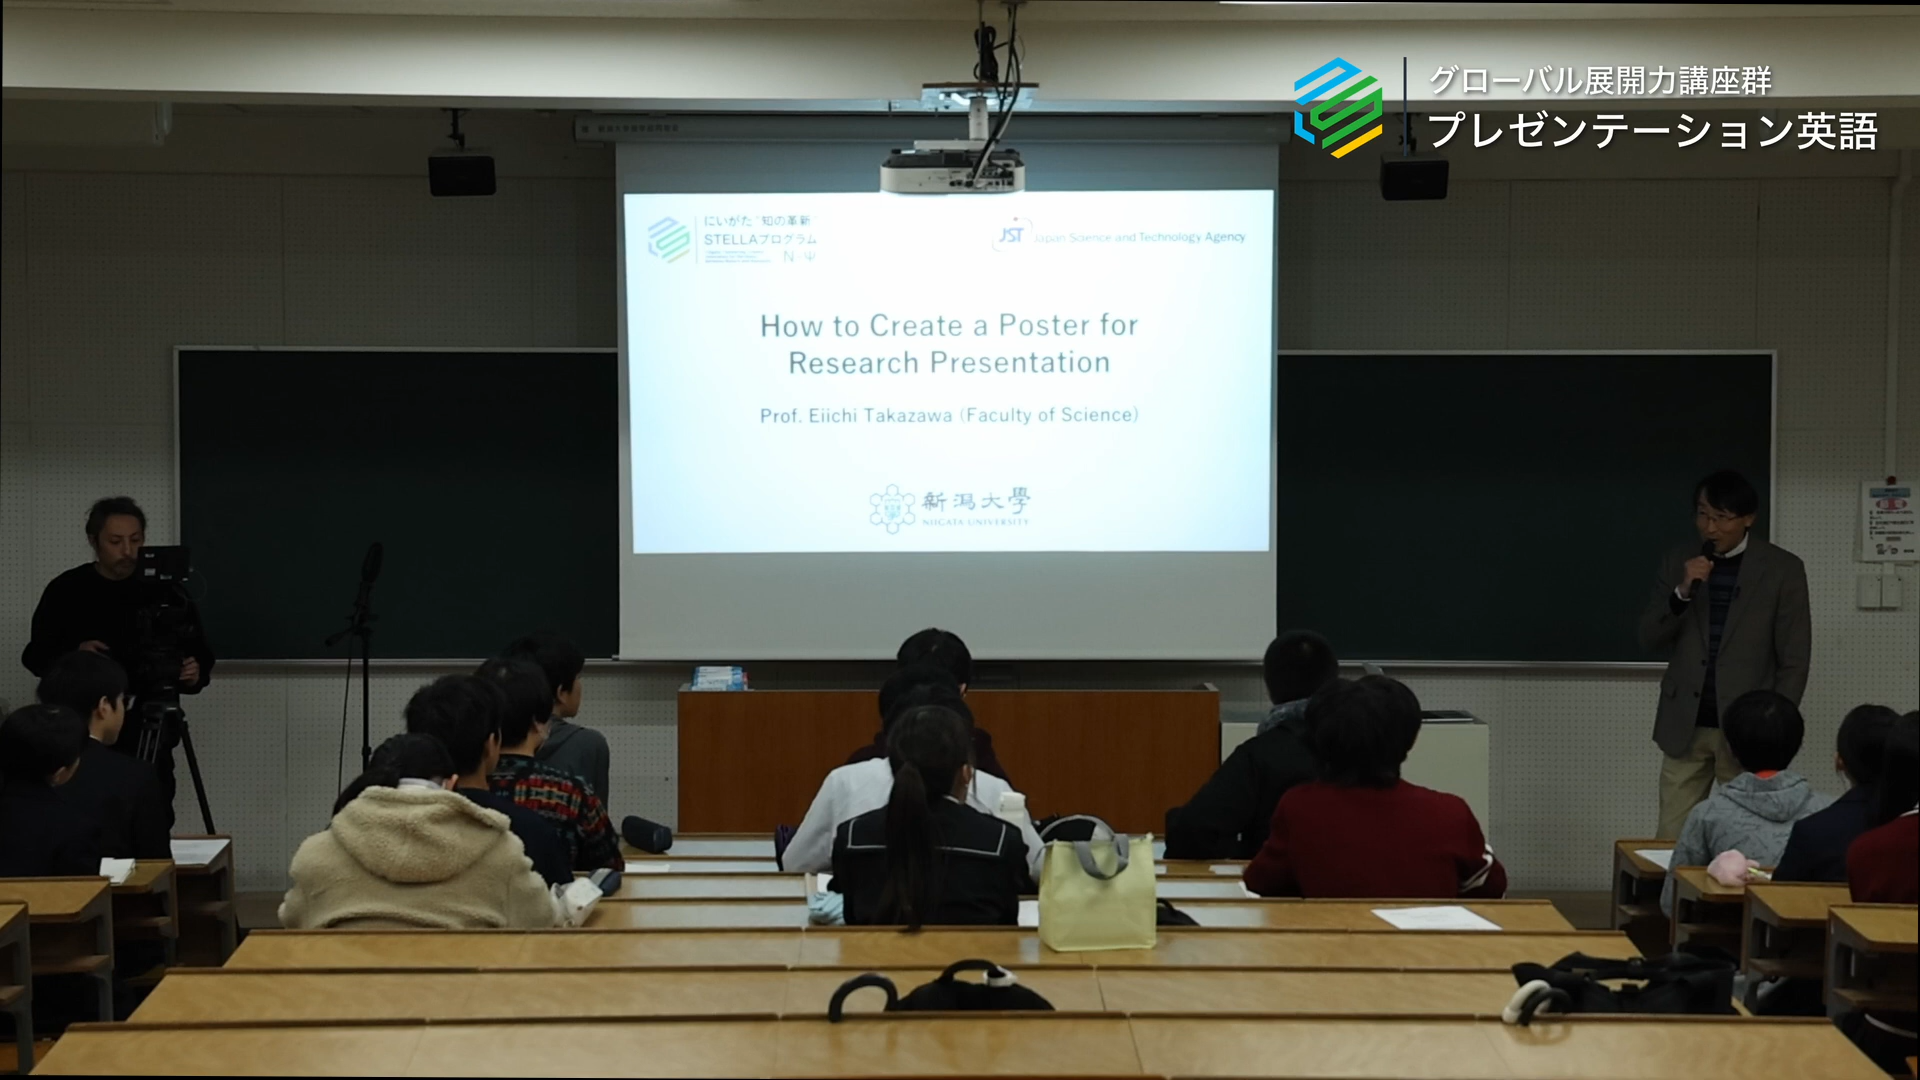 グローバル展開力講座群
プレゼンテーション英語
にいがた "知の革新"
STELLAプログラム
N-Ψ
JST Japan Science and Technology Agency
How to Create a Poster for
Research Presentation
Prof. Eiichi Takazawa (Faculty of Science)
新潟大學
NIIGATA UNIVERSITY